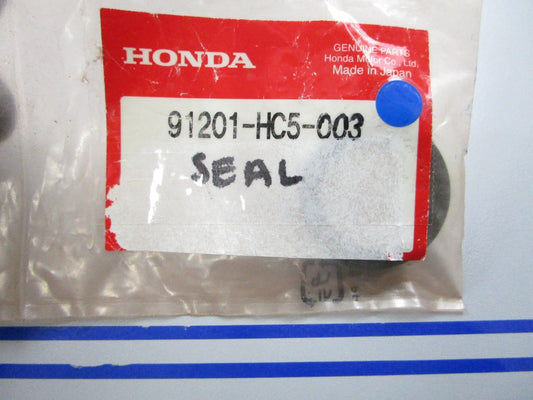 HONDA
GENUINE PARTS
Honda Motor Co., Ltd.
Made in Japan
91201-HC5-003
SEAL